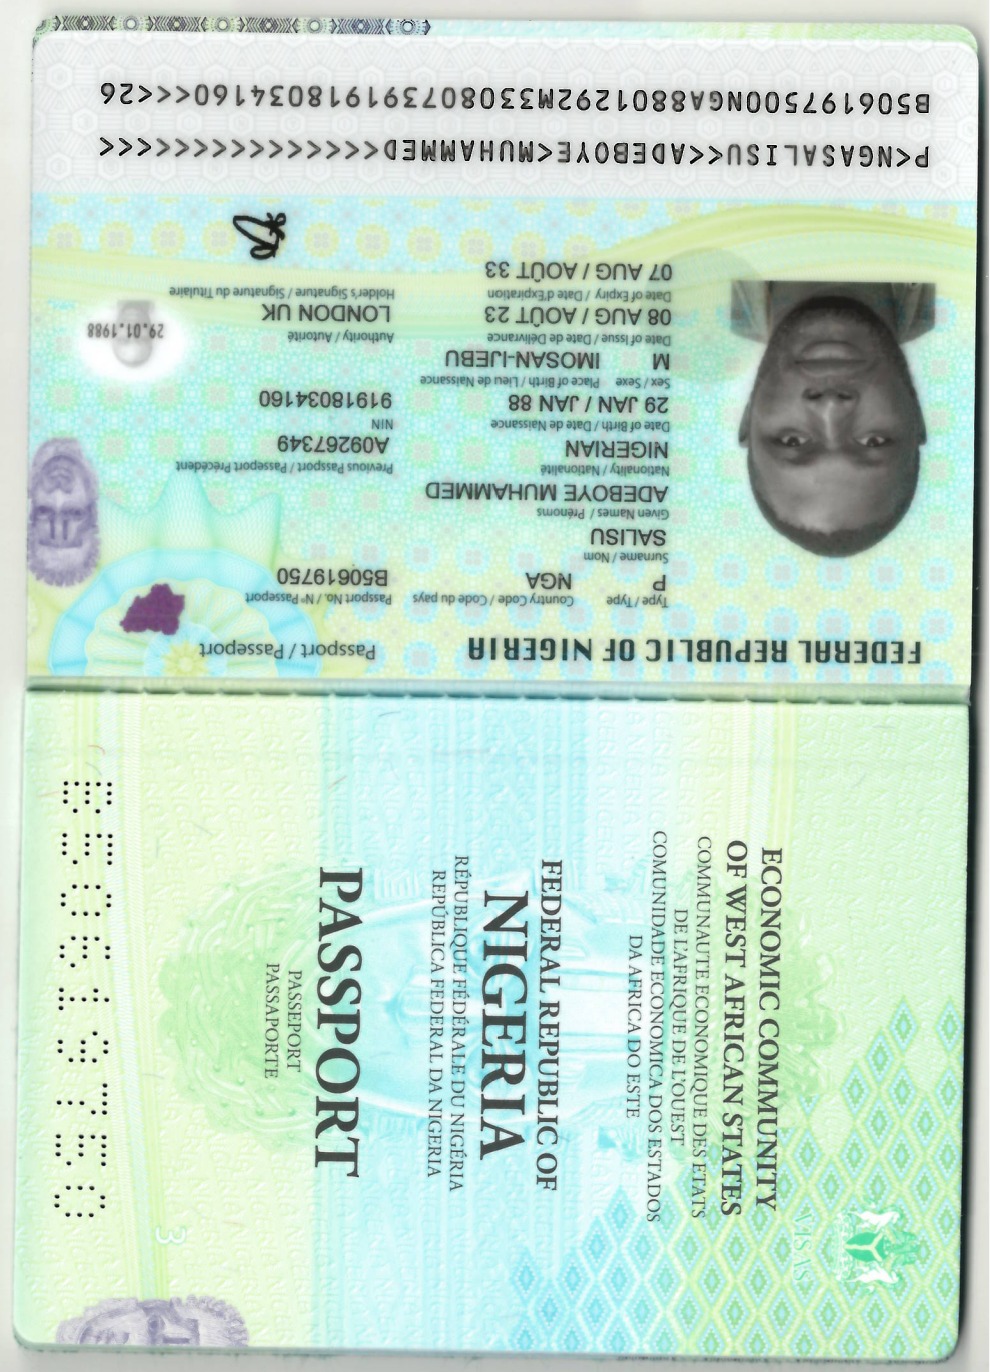 VISAS
ECONOMIC COMMUNITY
OF WEST AFRICAN STATES
COMMUNAUTE ECONOMIQUE DES ETATS
DE L'AFRIQUE DE L'OUEST
COMUNIDADE ECONOMICA DOS ESTADOS
DA AFRICA DO ESTE
FEDERAL REPUBLIC OF
NIGERIA
RÉPUBLIQUE FÉDÉRALE DU NIGÉRIA
REPÚBLICA FEDERAL DA NIGERIA
PASSPORT
PASSEPORT
PASSAPORTE
3
B50619750
FEDERAL REPUBLIC OF NIGERIA
Passport / Passeport
Type / Type Country Code / Code du pays Passport No. / Nº Passeport
P NGA B50619750
Surname / Nom
SALISU
Given Names / Prénoms
ADEBOYE MUHAMMED
Nationality / Nationalité Previous Passport / Passeport Précédent
NIGERIAN A09267349
Date of Birth / Date de Naissance NIN
29 JAN / JAN 88 91918034160
Sex / Sexe Place of Birth / Lieu de Naissance
M IMOSAN-IJEBU
Date of Issue / Date de Délivrance Authority / Autorité
08 AUG / AOÛT 23 LONDON UK
29.01.1988
Date of Expiry / Date d'Expiration Holder's Signature / Signature du Titulaire
07 AUG / AOÛT 33
P<NGASALISU<<ADEBOYE<MUHAMMED<<<<<<<<<<<<<<<
B506197500NGA8801292M330807391918034160<<<26